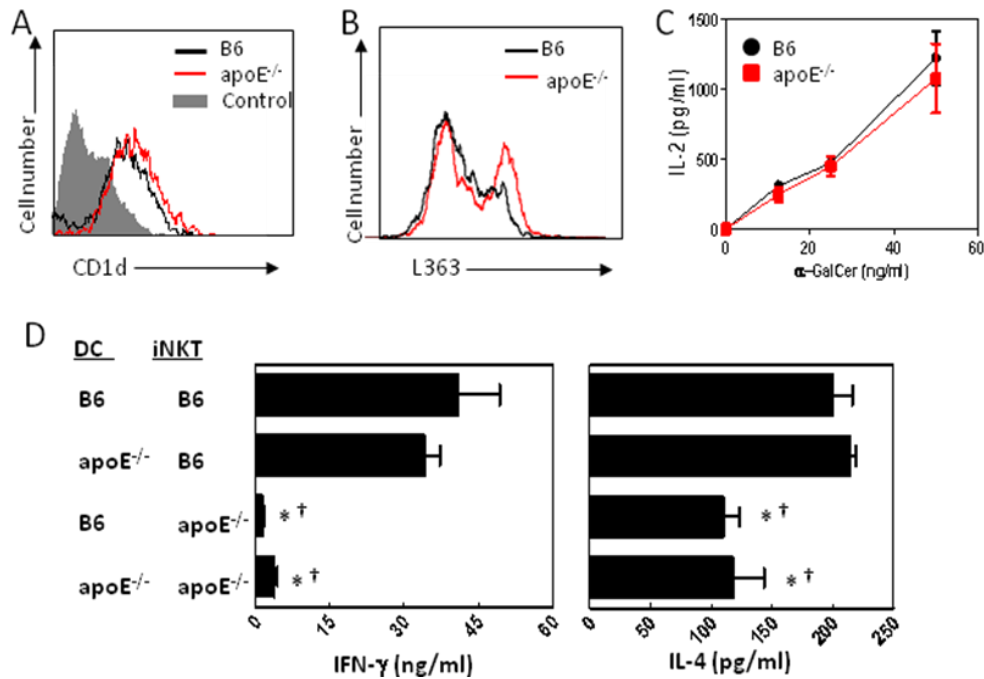 A
B6
apoE-/-
Control
Cell number
CD1d
B
B6
apoE-/-
Cell number
L363
C
B6
apoE-/-
1500
1000
500
0
IL-2 (pg/ml)
0 20 40 60
α-GalCer (ng/ml)
D
DC iNKT
B6 B6
apoE-/- B6
B6 apoE-/- * † * †
apoE-/- apoE-/- * † * †
0 15 30 45 60
IFN-γ (ng/ml)
0 50 100 150 200 250
IL-4 (pg/ml)